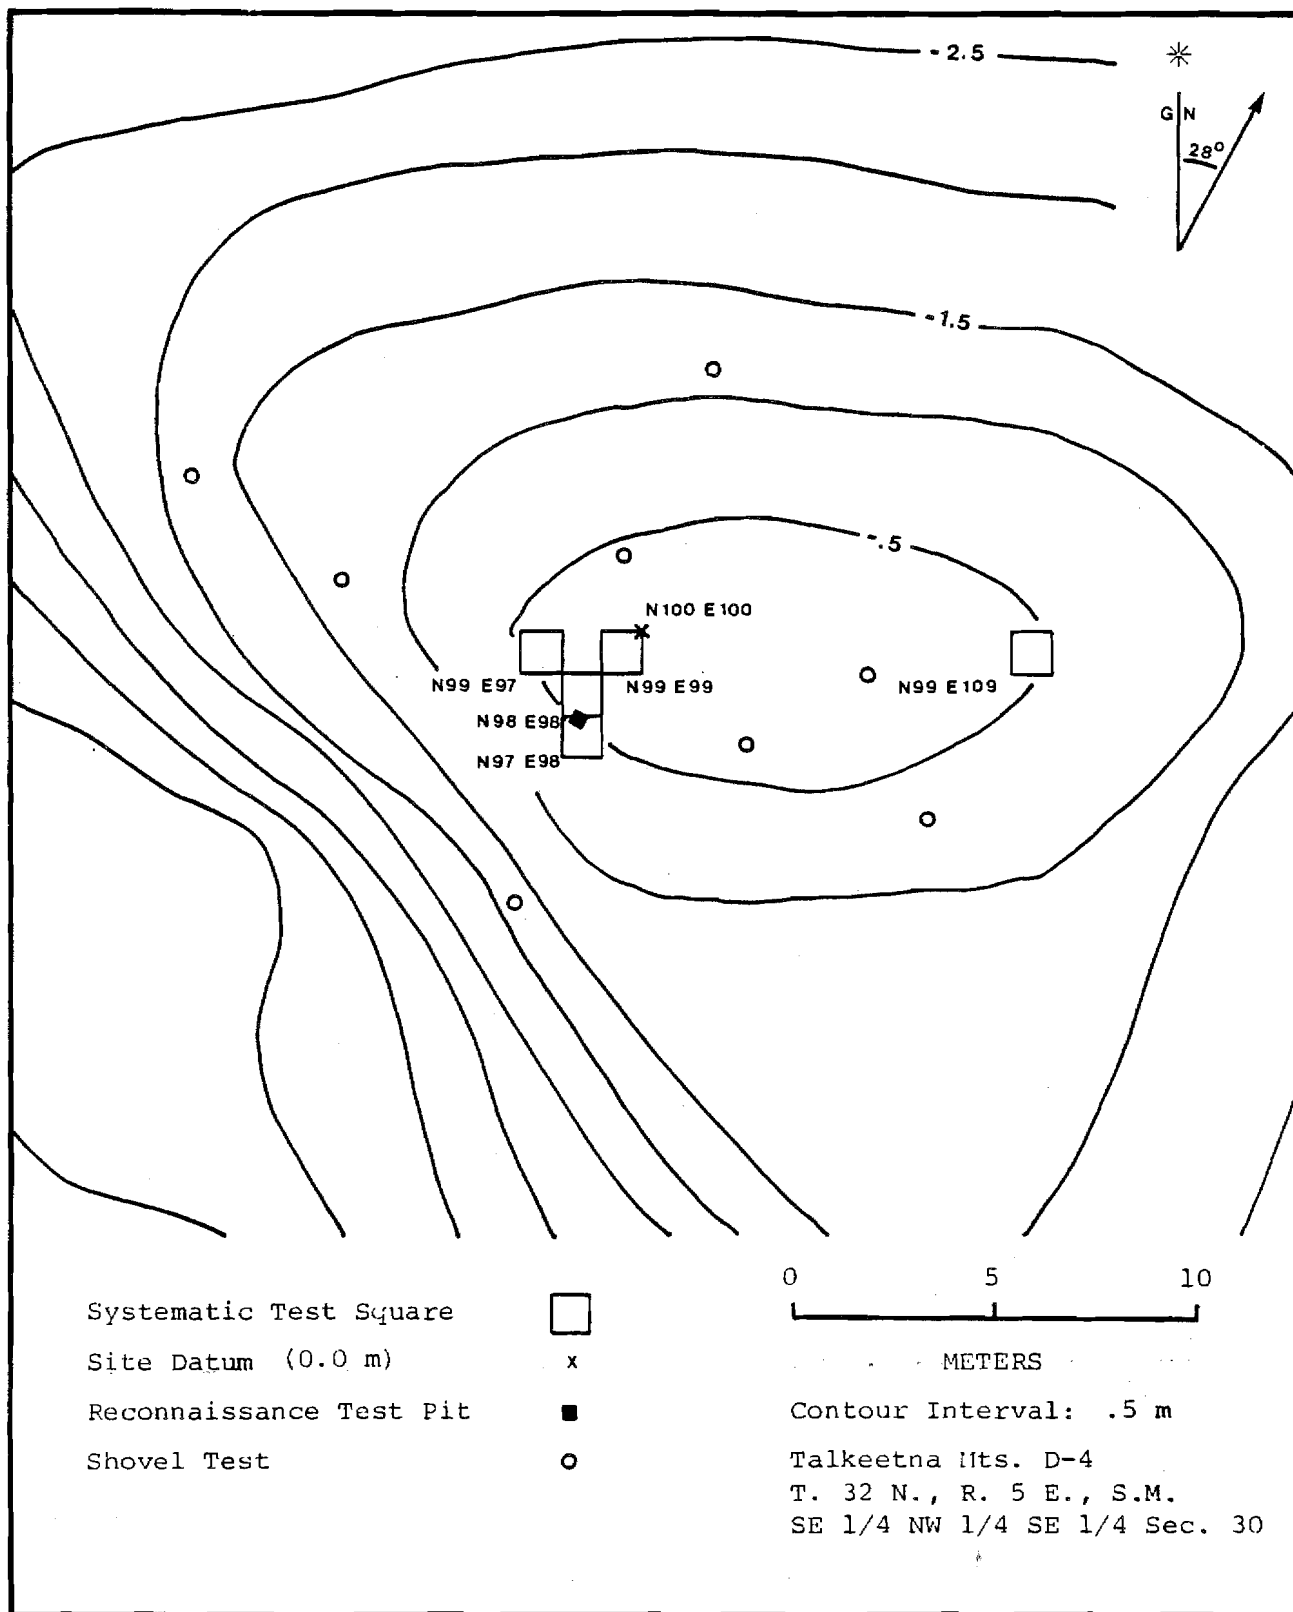 -2.5
G N
28°
-1.5
-.5
N100 E100
N99 E97
N99 E99
N99 E109
N98 E98
N97 E98
0 5 10
METERS
Systematic Test Square
Site Datum (0.0 m) x
Reconnaissance Test Pit
Shovel Test
Contour Interval: .5 m
Talkeetna Mts. D-4
T. 32 N., R. 5 E., S.M.
SE 1/4 NW 1/4 SE 1/4 Sec. 30